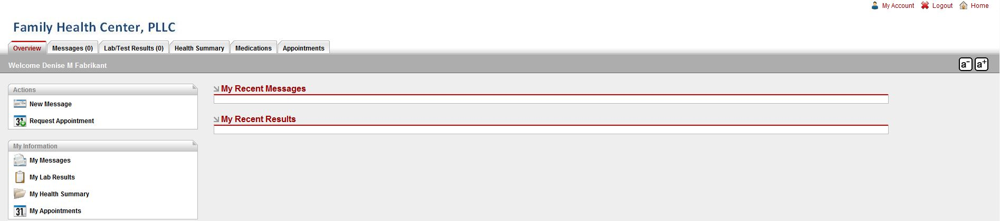 My Account Logout Home
Family Health Center, PLLC
Overview Messages (0) Lab/Test Results (0) Health Summary Medications Appointments
Welcome Denise M Fabrikant a- a+
Actions
New Message
31 Request Appointment
My Information
My Messages
My Lab Results
My Health Summary
31 My Appointments
My Recent Messages
My Recent Results